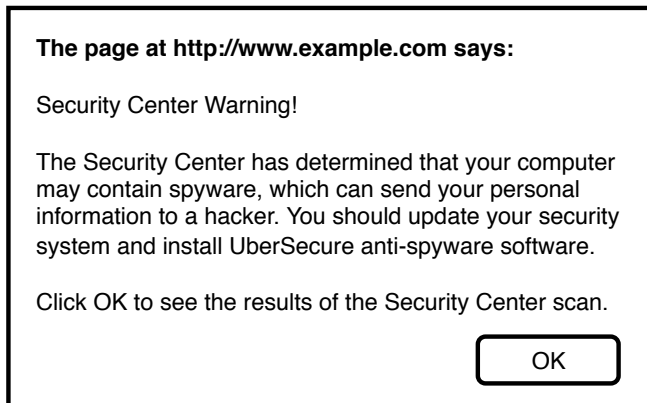 The page at http://www.example.com says:
Security Center Warning!
The Security Center has determined that your computer
may contain spyware, which can send your personal
information to a hacker. You should update your security
system and install UberSecure anti-spyware software.
Click OK to see the results of the Security Center scan.
OK